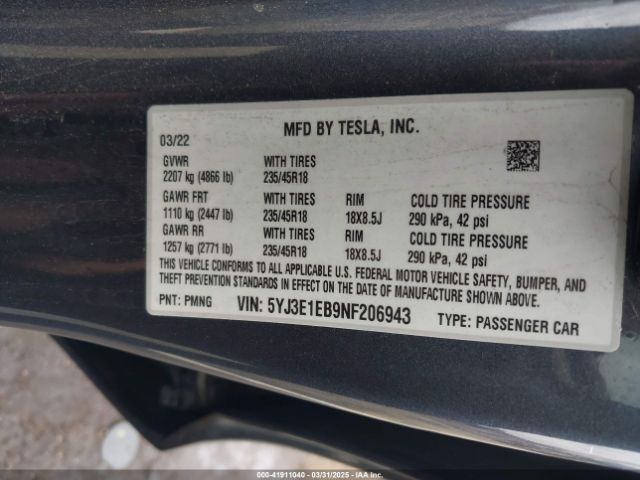 MFD BY TESLA, INC.
03/22
GVWR WITH TIRES
2207 kg (4866 lb) 235/45R18
GAWR FRT WITH TIRES RIM COLD TIRE PRESSURE
1110 kg (2447 lb) 235/45R18 18X8.5J 290 kPa, 42 psi
GAWR RR WITH TIRES RIM COLD TIRE PRESSURE
1257 kg (2771 lb) 235/45R18 18X8.5J 290 kPa, 42 psi
THIS VEHICLE CONFORMS TO ALL APPLICABLE U.S. FEDERAL MOTOR VEHICLE SAFETY, BUMPER, AND
THEFT PREVENTION STANDARDS IN EFFECT ON THE DATE OF MANUFACTURE SHOWN ABOVE.
PNT: PMNG VIN: 5YJ3E1EB9NF206943 TYPE: PASSENGER CAR
000-41911040 - 03/31/2025 - IAA, Inc.